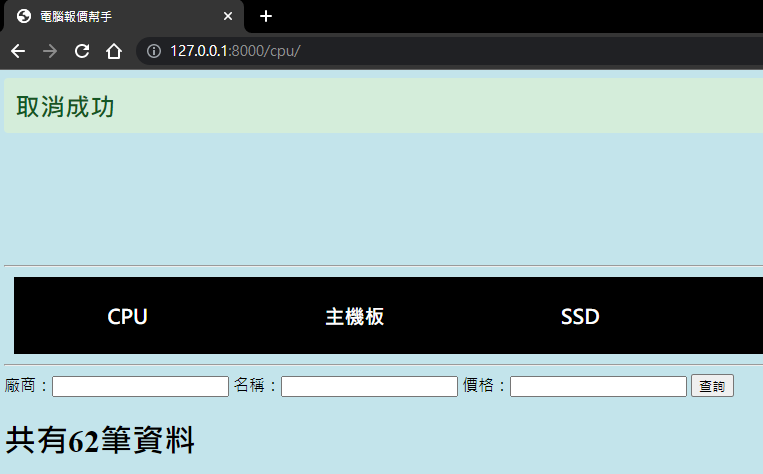 電腦報價幫手
127.0.0.1:8000/cpu/
取消成功
CPU 主機板 SSD
廠商： 名稱： 價格： 查詢
共有62筆資料